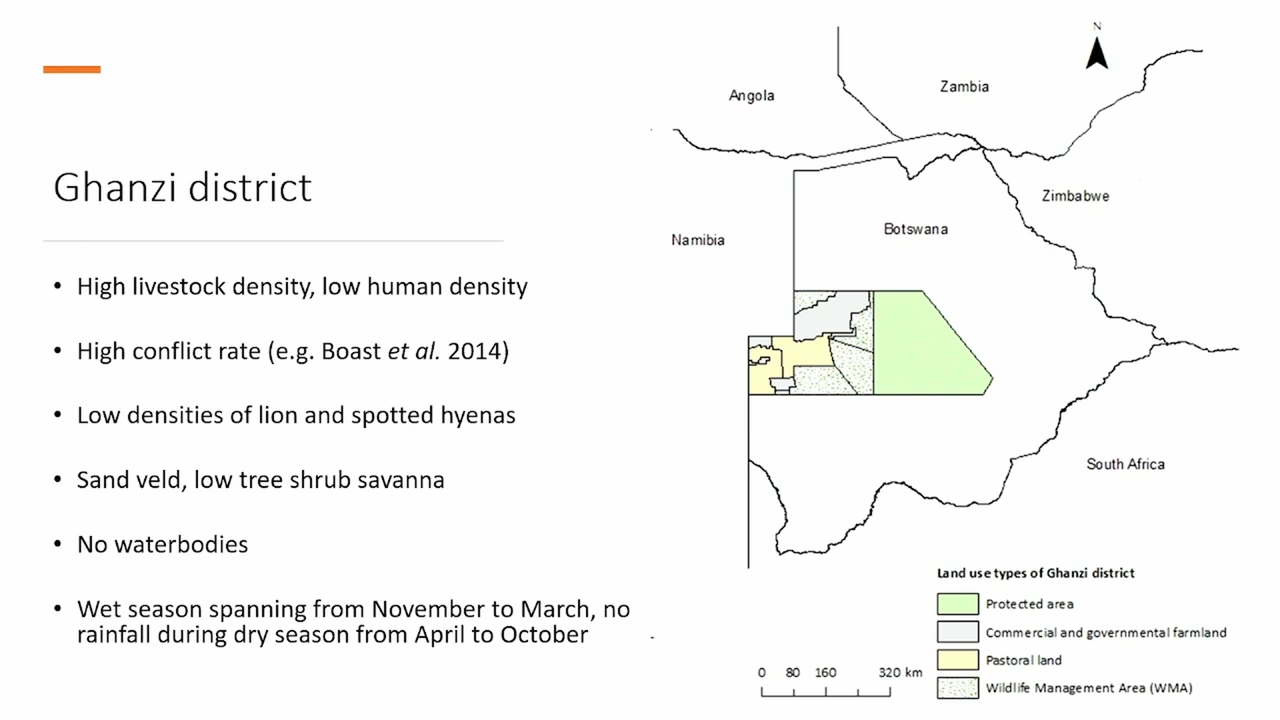 Ghanzi district
• High livestock density, low human density
• High conflict rate (e.g. Boast et al. 2014)
• Low densities of lion and spotted hyenas
• Sand veld, low tree shrub savanna
• No waterbodies
• Wet season spanning from November to March, no
rainfall during dry season from April to October
N
Angola
Zambia
Zimbabwe
Namibia
Botswana
South Africa
Land use types of Ghanzi district
Protected area
Commercial and governmental farmland
Pastoral land
Wildlife Management Area (WMA)
0 80 160 320 km